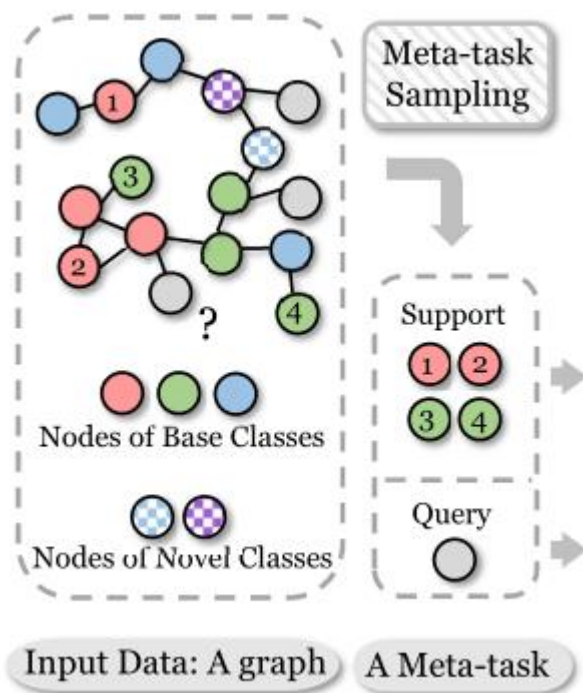 1
3
2
4
?
Nodes of Base Classes
Nodes of Novel Classes
Input Data: A graph
Meta-task
Sampling
Support
1 2
3 4
Query
A Meta-task